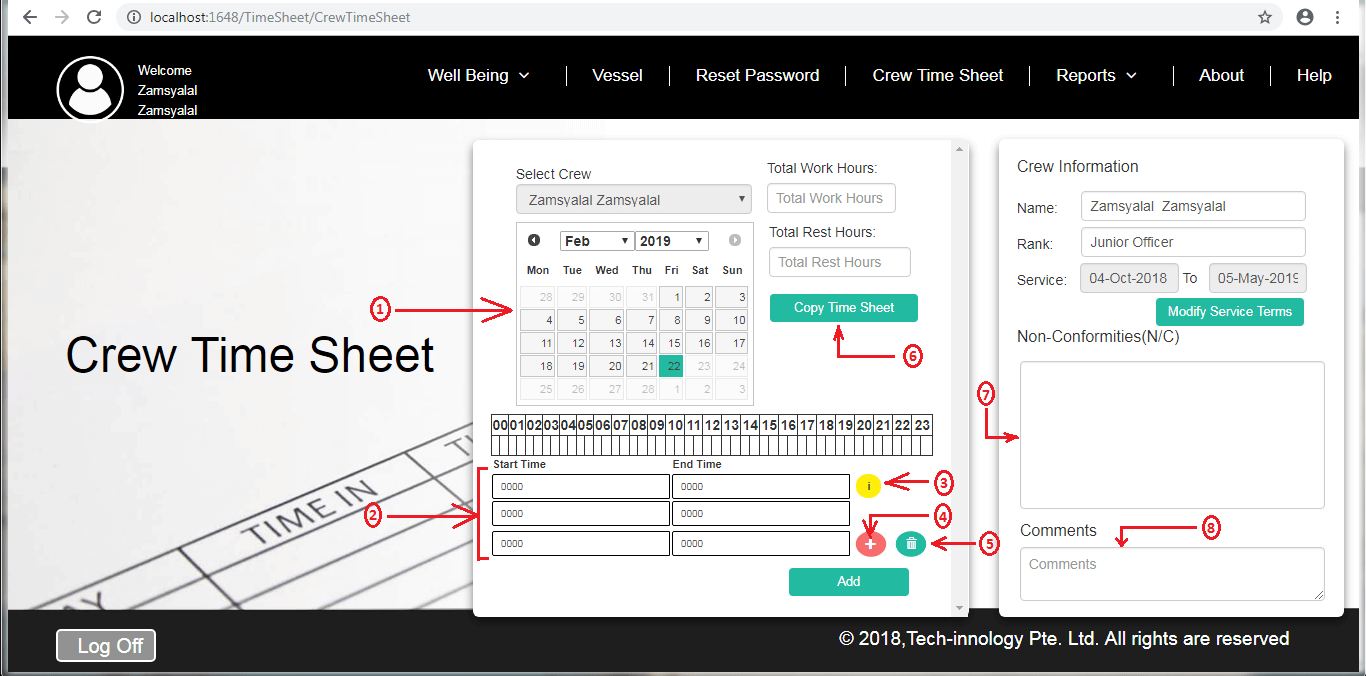 localhost:1648/TimeSheet/CrewTimeSheet
Welcome
Zamsyalal
Zamsyalal
Well Being
Vessel
Reset Password
Crew Time Sheet
Reports
About
Help
Crew Time Sheet
TIME IN
Select Crew
Zamsyalal Zamsyalal
Total Work Hours:
Total Work Hours
Total Rest Hours:
Total Rest Hours
Copy Time Sheet
Feb 2019
Mon Tue Wed Thu Fri Sat Sun
28 29 30 31 1 2 3
4 5 6 7 8 9 10
11 12 13 14 15 16 17
18 19 20 21 22 23 24
25 26 27 28 1 2 3
1
6
00 01 02 03 04 05 06 07 08 09 10 11 12 13 14 15 16 17 18 19 20 21 22 23
Start Time End Time
0000 0000 i
0000 0000
0000 0000 +
2
3
4
5
Add
Crew Information
Name: Zamsyalal Zamsyalal
Rank: Junior Officer
Service: 04-Oct-2018 To 05-May-2019
Modify Service Terms
Non-Conformities(N/C)
7
Comments
8
Comments
Log Off
© 2018,Tech-innology Pte. Ltd. All rights are reserved